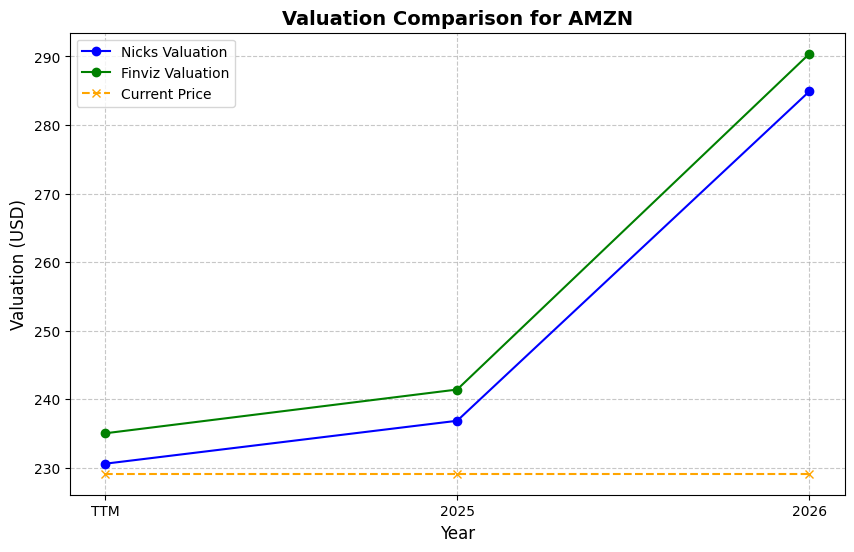 Valuation Comparison for AMZN
Nicks Valuation
Finviz Valuation
Current Price
Valuation (USD)
290
280
270
260
250
240
230
TTM
2025
2026
Year